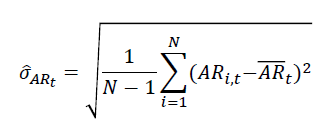 σ̂_{AR_t} = √( 1/(N − 1) ∑_{i=1}^{N} (AR_{i,t} − \overline{AR}_t)² )